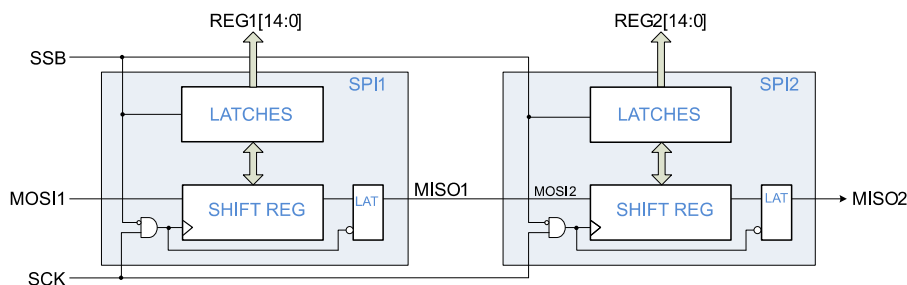 REG1[14:0] REG2[14:0]
SSB
SPI1 SPI2
LATCHES LATCHES
MOSI1 SHIFT REG LAT MISO1 MOSI2 SHIFT REG LAT MISO2
SCK